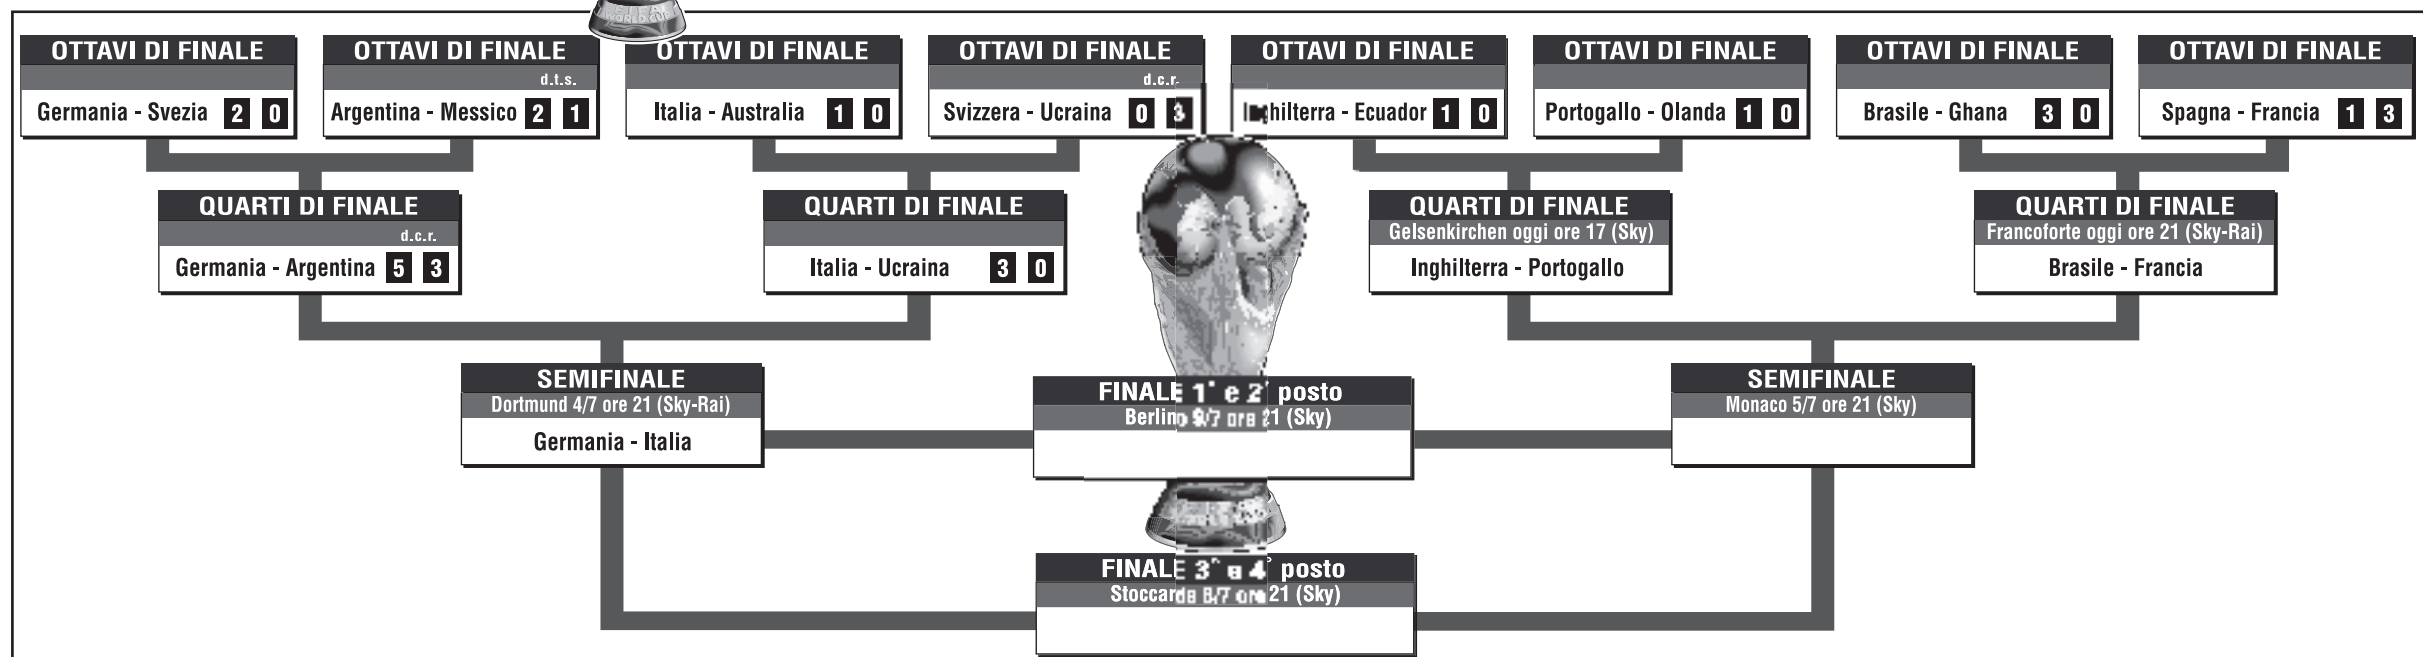 WORLD CUP
OTTAVI DI FINALE
Germania - Svezia 2 0
OTTAVI DI FINALE
d.t.s.
Argentina - Messico 2 1
OTTAVI DI FINALE
Italia - Australia 1 0
OTTAVI DI FINALE
d.c.r.
Svizzera - Ucraina 0 3
OTTAVI DI FINALE
Inghilterra - Ecuador 1 0
OTTAVI DI FINALE
Portogallo - Olanda 1 0
OTTAVI DI FINALE
Brasile - Ghana 3 0
OTTAVI DI FINALE
Spagna - Francia 1 3
QUARTI DI FINALE
d.c.r.
Germania - Argentina 5 3
QUARTI DI FINALE
Italia - Ucraina 3 0
QUARTI DI FINALE
Gelsenkirchen oggi ore 17 (Sky)
Inghilterra - Portogallo
QUARTI DI FINALE
Francoforte oggi ore 21 (Sky-Rai)
Brasile - Francia
SEMIFINALE
Dortmund 4/7 ore 21 (Sky-Rai)
Germania - Italia
FINALE 1° e 2° posto
Berlino 9/7 ore 21 (Sky)
SEMIFINALE
Monaco 5/7 ore 21 (Sky)
FINALE 3° e 4° posto
Stoccarda 8/7 ore 21 (Sky)